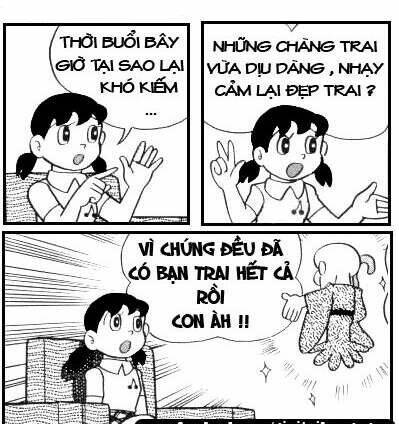 THỜI BUỔI BÂY
GIỜ TẠI SAO LẠI
KHÓ KIẾM
...
NHỮNG CHÀNG TRAI
VỪA DỊU DÀNG, NHẠY
CẢM LẠI ĐẸP TRAI ?
VÌ CHÚNG ĐỀU ĐÃ
CÓ BẠN TRAI HẾT CẢ
RỒI
CON ÀH !!